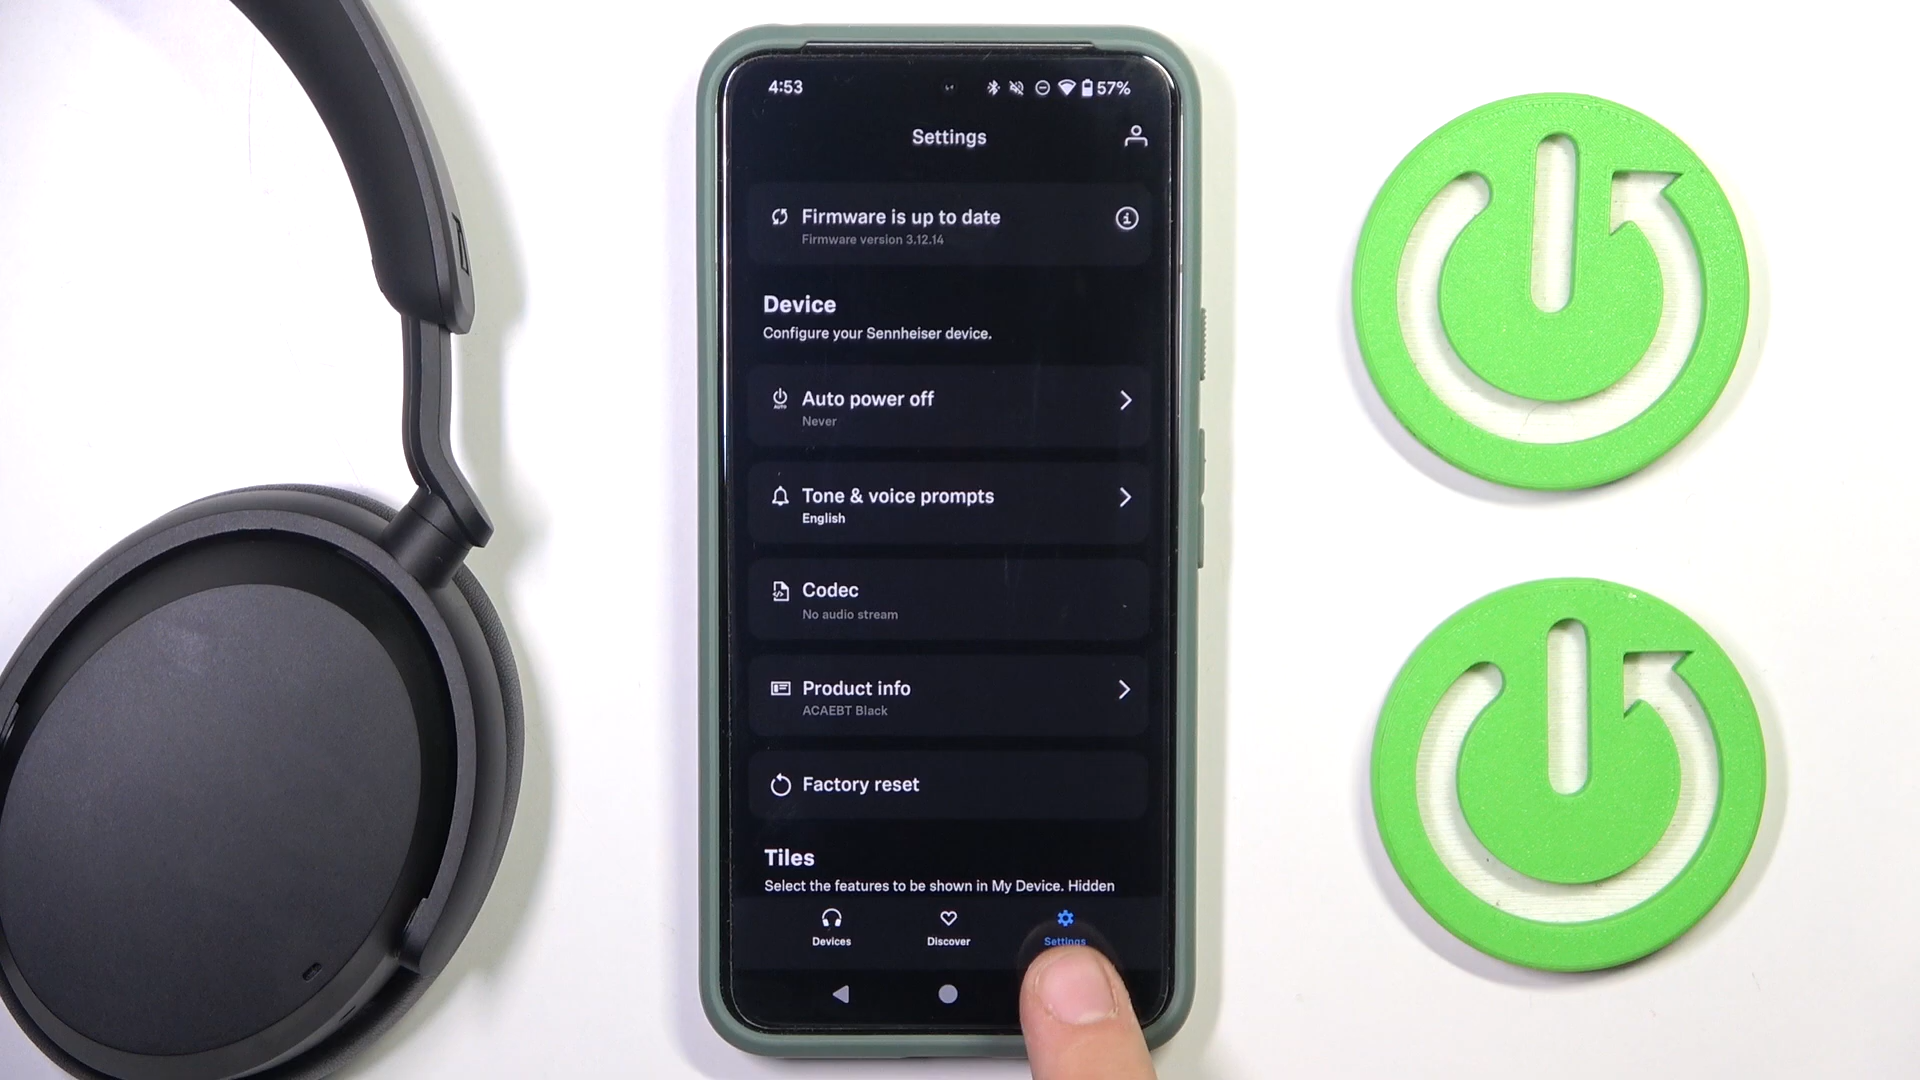 4:53
57%
Settings
Firmware is up to date
Firmware version 3.12.14
Device
Configure your Sennheiser device.
Auto power off
Never
Tone & voice prompts
English
Codec
No audio stream
Product info
ACAEBT Black
Factory reset
Tiles
Select the features to be shown in My Device. Hidden
Devices
Discover
Settings